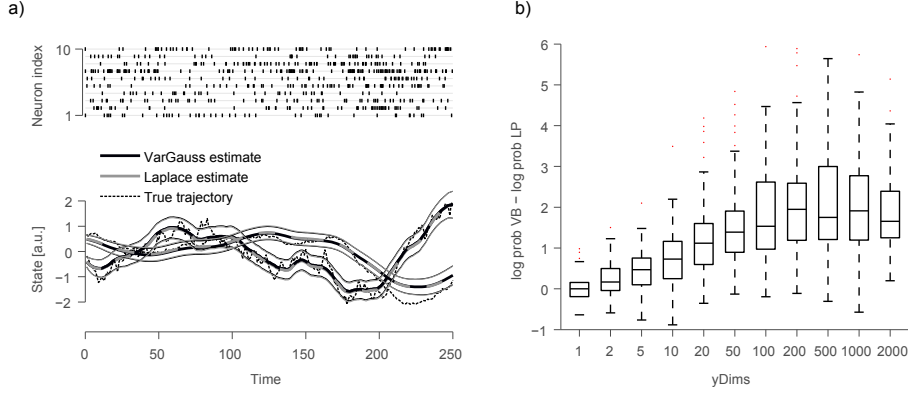 a)
Neuron index
10
1
VarGauss estimate
Laplace estimate
True trajectory
State [a.u.]
2
1
0
−1
−2
0 50 100 150 200 250
Time
b)
log prob VB − log prob LP
6
5
4
3
2
1
0
−1
1 2 5 10 20 50 100 200 500 1000 2000
yDims